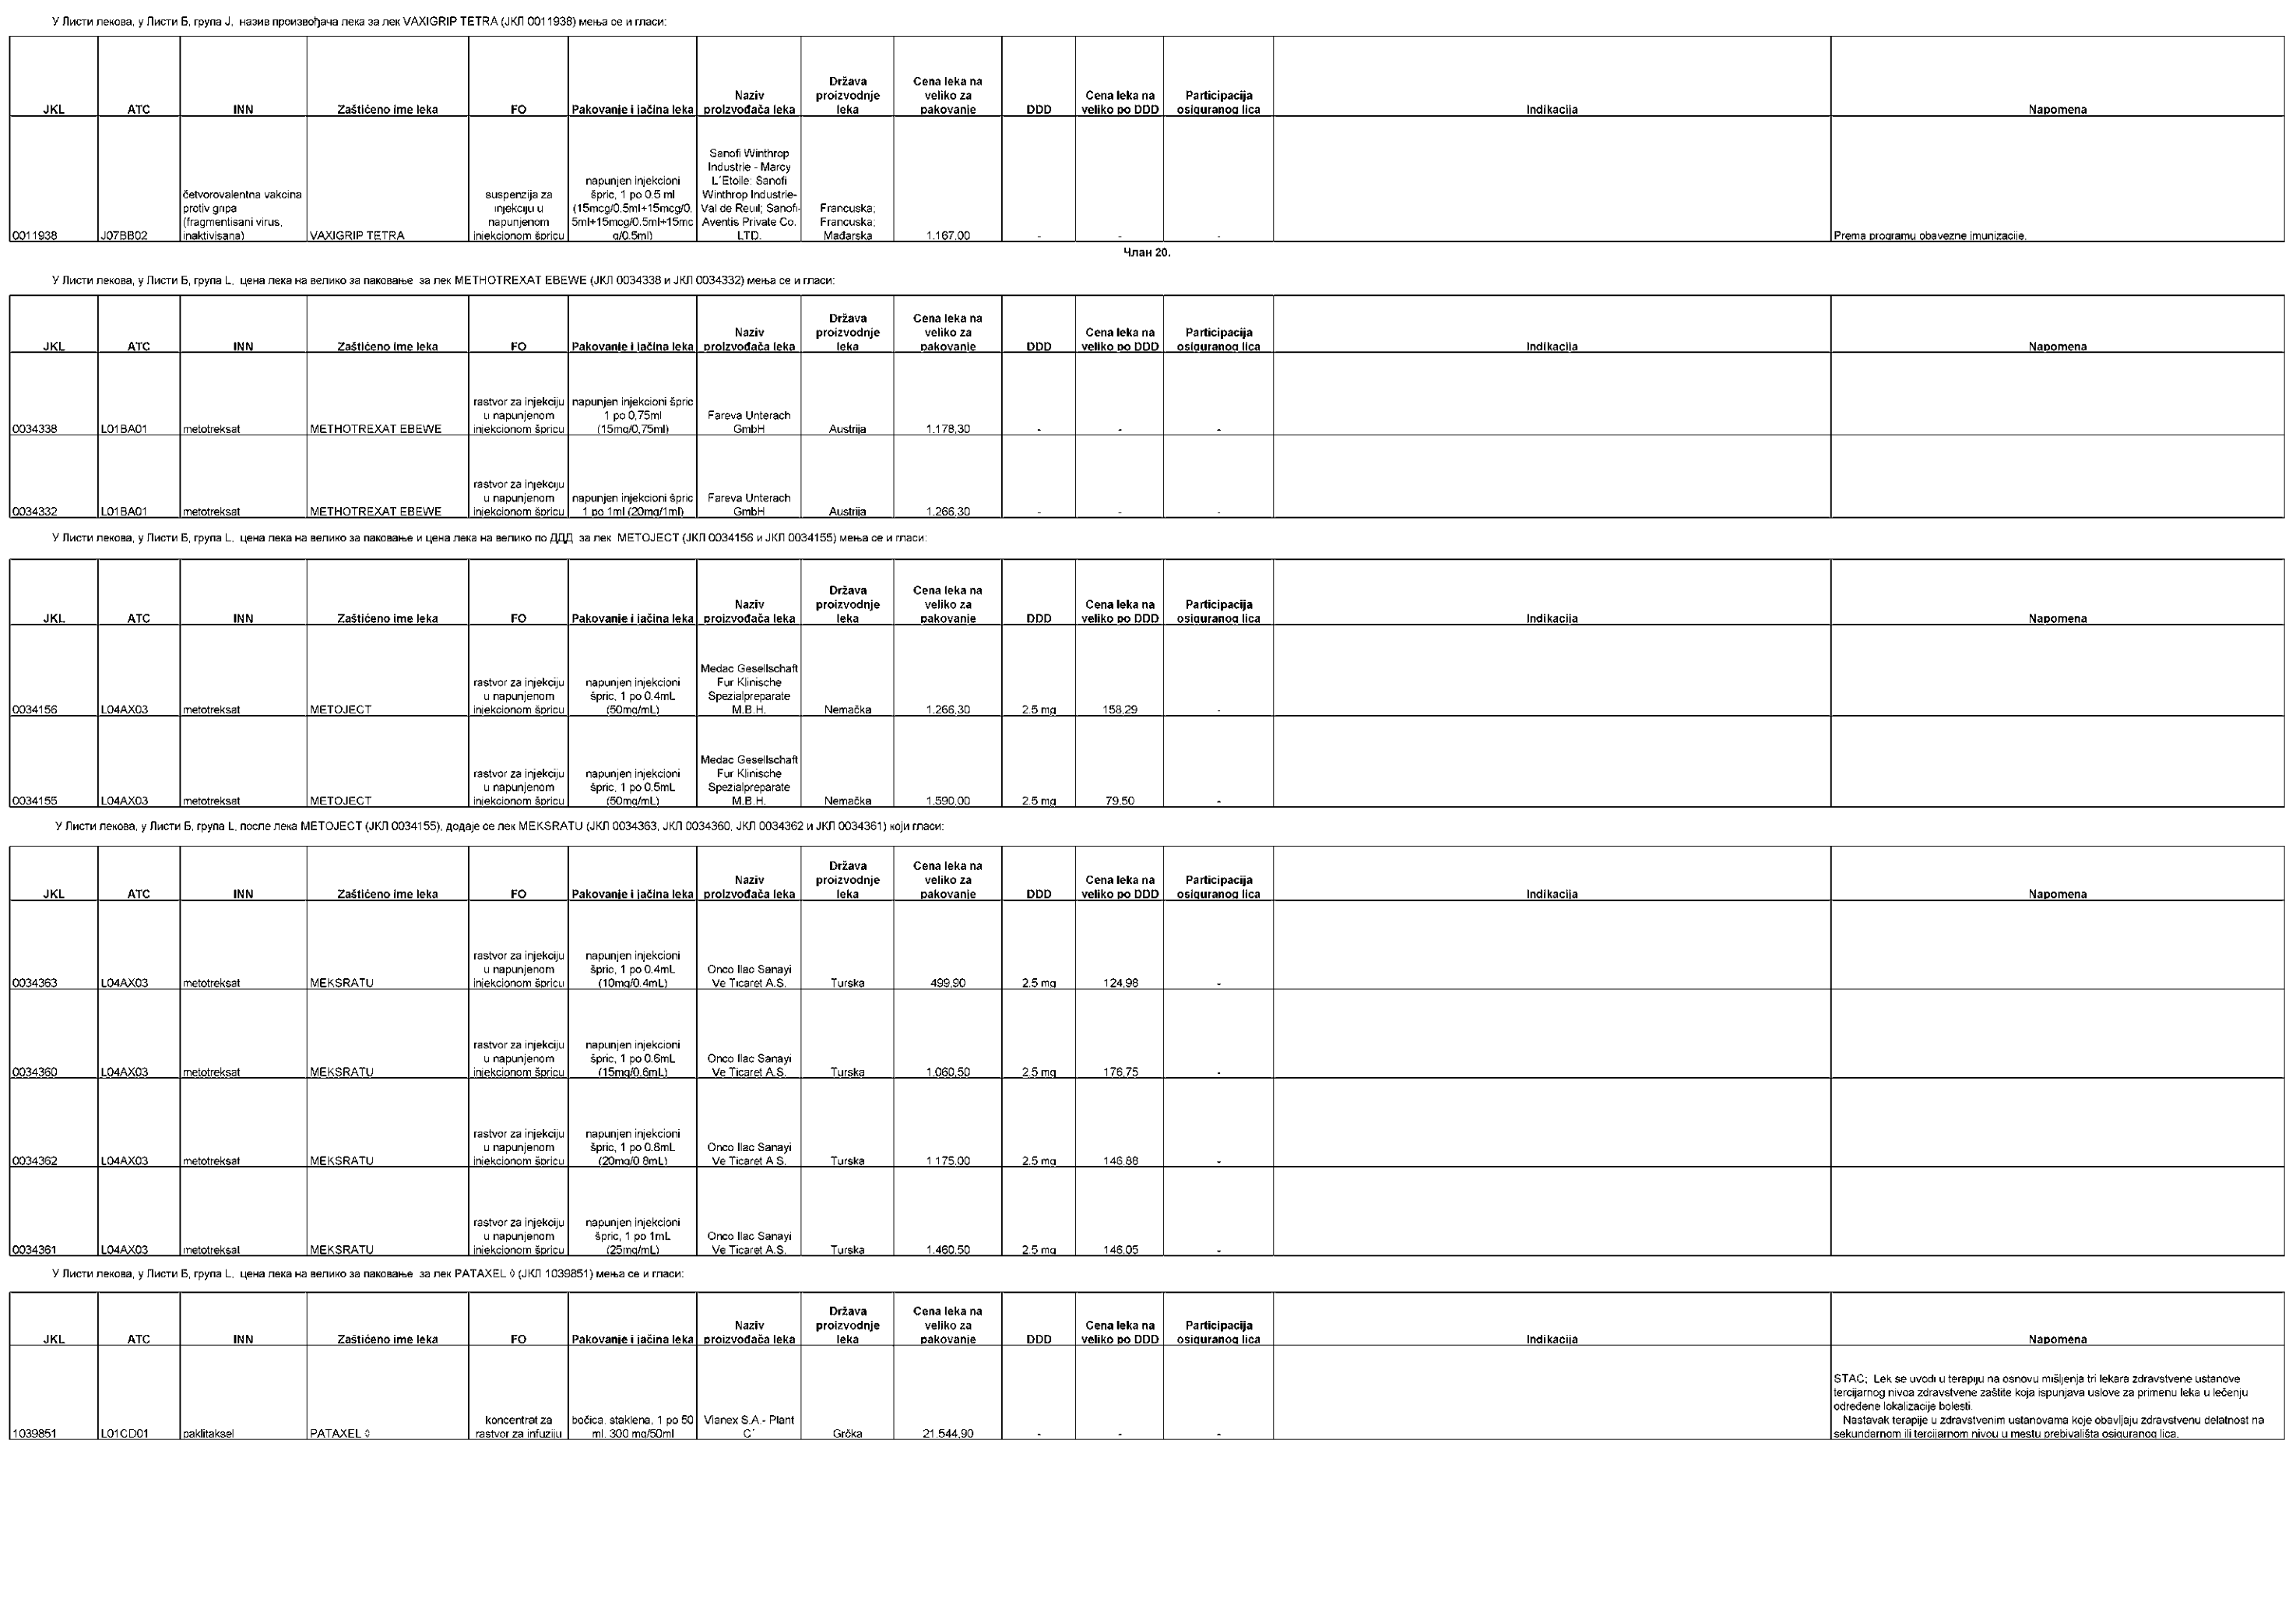 У Листи лекова, у Листи Б, група J, назив произвођача лека за лек VAXIGRIP TETRA (ЈКЛ 0011938) мења се и гласи:
JKL ATC INN Zaštićeno ime leka FO Pakovanje i jačina leka Naziv proizvođača leka Država proizvodnje leka Cena leka na veliko za pakovanje DDD Cena leka na veliko po DDD Participacija osiguranog lica Indikacija Napomena
0011938 J07BB02 četvorovalentna vakcina protiv gripa (fragmentisani virus, inaktivisana) VAXIGRIP TETRA suspenzija za injekciju u napunjenom injekcionom špricu napunjen injekcioni špric, 1 po 0.5 ml (15mcg/0.5ml+15mcg/0.5ml+15mcg/0.5ml+15mcg/0.5ml) Sanofi Winthrop Industrie - Marcy L´Etoile; Sanofi Winthrop Industrie- Val de Reuil; Sanofi-Aventis Private Co. LTD. Francuska; Francuska; Mađarska 1.167,00 - - - Prema programu obavezne imunizacije.
Члан 20.
У Листи лекова, у Листи Б, група L, цена лека на велико за паковање за лек METHOTREXAT EBEWE (ЈКЛ 0034338 и ЈКЛ 0034332) мења се и гласи:
JKL ATC INN Zaštićeno ime leka FO Pakovanje i jačina leka Naziv proizvođača leka Država proizvodnje leka Cena leka na veliko za pakovanje DDD Cena leka na veliko po DDD Participacija osiguranog lica Indikacija Napomena
0034338 L01BA01 metotreksat METHOTREXAT EBEWE rastvor za injekciju u napunjenom injekcionom špricu napunjen injekcioni špric 1 po 0,75ml (15mg/0,75ml) Fareva Unterach GmbH Austrija 1.178,30 - - -
0034332 L01BA01 metotreksat METHOTREXAT EBEWE rastvor za injekciju u napunjenom injekcionom špricu napunjen injekcioni špric 1 po 1ml (20mg/1ml) Fareva Unterach GmbH Austrija 1.266,30 - - -
У Листи лекова, у Листи Б, група L, цена лека на велико за паковање и цена лека на велико по ДДД за лек METOJECT (ЈКЛ 0034156 и ЈКЛ 0034155) мења се и гласи:
JKL ATC INN Zaštićeno ime leka FO Pakovanje i jačina leka Naziv proizvođača leka Država proizvodnje leka Cena leka na veliko za pakovanje DDD Cena leka na veliko po DDD Participacija osiguranog lica Indikacija Napomena
0034156 L04AX03 metotreksat METOJECT rastvor za injekciju u napunjenom injekcionom špricu napunjen injekcioni špric, 1 po 0.4mL (50mg/mL) Medac Gesellschaft Fur Klinische Spezialpreparate M.B.H. Nemačka 1.266,30 2.5 mg 158,29 -
0034155 L04AX03 metotreksat METOJECT rastvor za injekciju u napunjenom injekcionom špricu napunjen injekcioni špric, 1 po 0.5mL (50mg/mL) Medac Gesellschaft Fur Klinische Spezialpreparate M.B.H. Nemačka 1.590,00 2.5 mg 79,50 -
У Листи лекова, у Листи Б, група L, после лека METOJECT (ЈКЛ 0034155), додаје се лек MEKSRATU (ЈКЛ 0034363, ЈКЛ 0034360, ЈКЛ 0034362 и ЈКЛ 0034361) који гласи:
JKL ATC INN Zaštićeno ime leka FO Pakovanje i jačina leka Naziv proizvođača leka Država proizvodnje leka Cena leka na veliko za pakovanje DDD Cena leka na veliko po DDD Participacija osiguranog lica Indikacija Napomena
0034363 L04AX03 metotreksat MEKSRATU rastvor za injekciju u napunjenom injekcionom špricu napunjen injekcioni špric, 1 po 0.4mL (10mg/0.4mL) Onco Ilac Sanayi Ve Ticaret A.S. Turska 499,90 2.5 mg 124,98 -
0034360 L04AX03 metotreksat MEKSRATU rastvor za injekciju u napunjenom injekcionom špricu napunjen injekcioni špric, 1 po 0.6mL (15mg/0,6mL) Onco Ilac Sanayi Ve Ticaret A.S. Turska 1.060,50 2.5 mg 176,75 -
0034362 L04AX03 metotreksat MEKSRATU rastvor za injekciju u napunjenom injekcionom špricu napunjen injekcioni špric, 1 po 0.8mL (20mg/0.8mL) Onco Ilac Sanayi Ve Ticaret A.S. Turska 1.175,00 2.5 mg 146,88 -
0034361 L04AX03 metotreksat MEKSRATU rastvor za injekciju u napunjenom injekcionom špricu napunjen injekcioni špric, 1 po 1mL (25mg/mL) Onco Ilac Sanayi Ve Ticaret A.S. Turska 1.460,50 2.5 mg 146,05 -
У Листи лекова, у Листи Б, група L, цена лека на велико за паковање за лек PATAXEL ◊ (ЈКЛ 1039851) мења се и гласи:
JKL ATC INN Zaštićeno ime leka FO Pakovanje i jačina leka Naziv proizvođača leka Država proizvodnje leka Cena leka na veliko za pakovanje DDD Cena leka na veliko po DDD Participacija osiguranog lica Indikacija Napomena
1039851 L01CD01 paklitaksel PATAXEL ◊ koncentrat za rastvor za infuziju bočica, staklena, 1 po 50 ml, 300 mg/50ml Vianex S.A.- Plant C´ Grčka 21.544,90 - - - STAC; Lek se uvodi u terapiju na osnovu mišljenja tri lekara zdravstvene ustanove
tercijarnog nivoa zdravstvene zaštite koja ispunjava uslove za primenu leka u lečenju
određene lokalizacije bolesti.
Nastavak terapije u zdravstvenim ustanovama koje obavljaju zdravstvenu delatnost na
sekundarnom ili tercijarnom nivou u mestu prebivališta osiguranog lica.